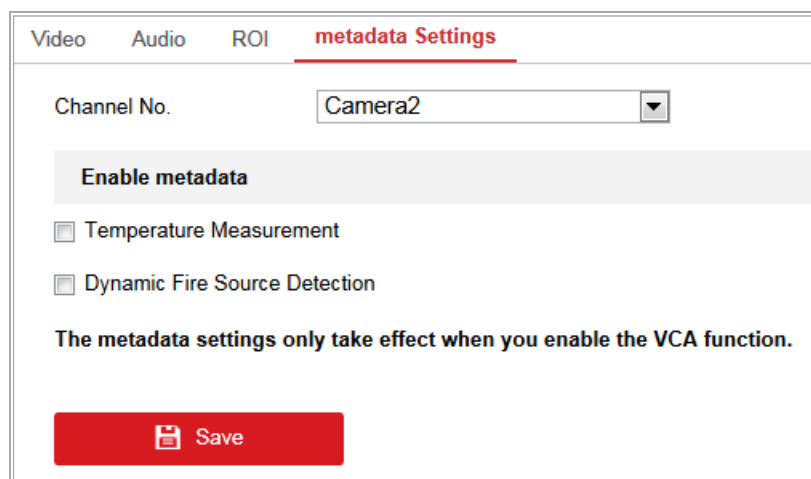 Video Audio ROI metadata Settings
Channel No. Camera2
Enable metadata
Temperature Measurement
Dynamic Fire Source Detection
The metadata settings only take effect when you enable the VCA function.
Save